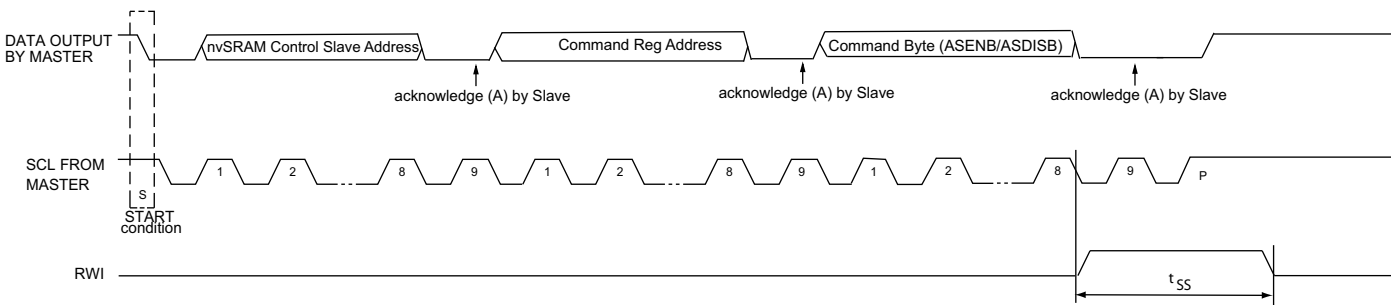 DATA OUTPUT
BY MASTER
nvSRAM Control Slave Address
Command Reg Address
Command Byte (ASENB/ASDISB)
acknowledge (A) by Slave
acknowledge (A) by Slave
acknowledge (A) by Slave
SCL FROM
MASTER
1 2 8 9 1 2 8 9 1 2 8 9 P
S
START
condition
RWI
t SS